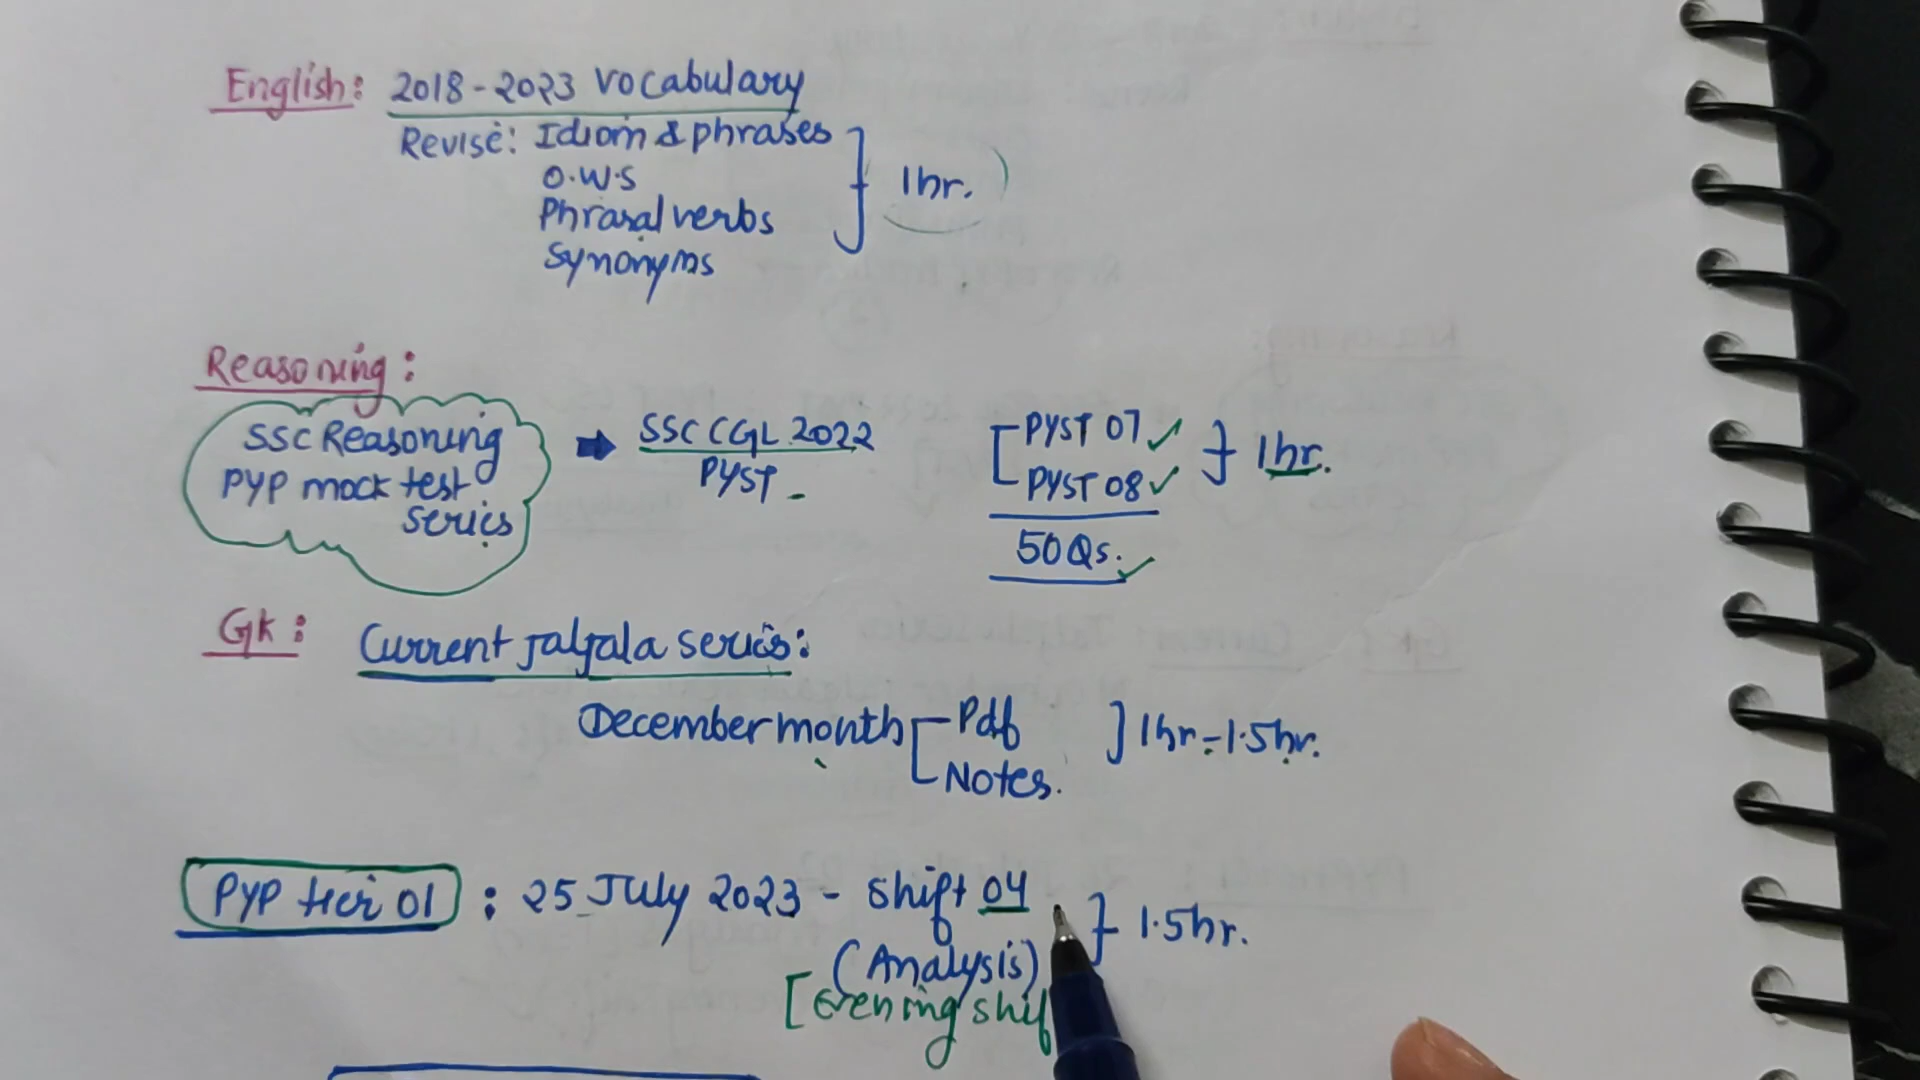 English: 2018-2023 Vocabulary
Revise: Idiom & phrases
O.W.S
Phrasal verbs
Synonyms
1hr.
Reasoning:
SSC Reasoning
PYP mock test
series
SSC CGL 2022
PYST
PYST 07
PYST 08
1hr.
50Qs.
Gk: Current Jaljala series:
December month
Pdf
Notes.
1hr-1.5hr.
PYP tier 01 : 25 July 2023 - Shift 04
(Analysis)
1.5hr.
[Evening shif